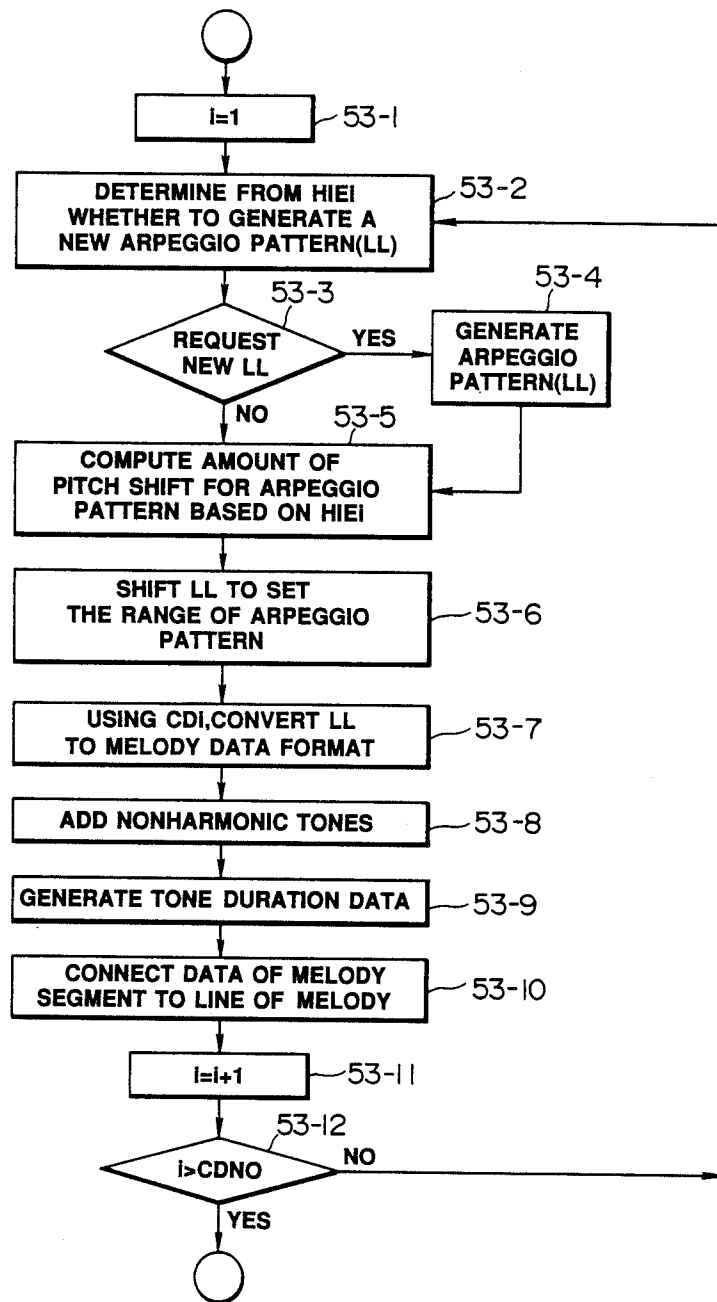 i=1
53-1
DETERMINE FROM HIEi
WHETHER TO GENERATE A
NEW ARPEGGIO PATTERN(LL)
53-2
53-3
REQUEST
NEW LL
YES
NO
53-4
GENERATE
ARPEGGIO
PATTERN(LL)
53-5
COMPUTE AMOUNT OF
PITCH SHIFT FOR ARPEGGIO
PATTERN BASED ON HIEi
SHIFT LL TO SET
THE RANGE OF ARPEGGIO
PATTERN
53-6
USING CDi,CONVERT LL
TO MELODY DATA FORMAT
53-7
ADD NONHARMONIC TONES
53-8
GENERATE TONE DURATION DATA
53-9
CONNECT DATA OF MELODY
SEGMENT TO LINE OF MELODY
53-10
i=i+1
53-11
53-12
i>CDNO
NO
YES